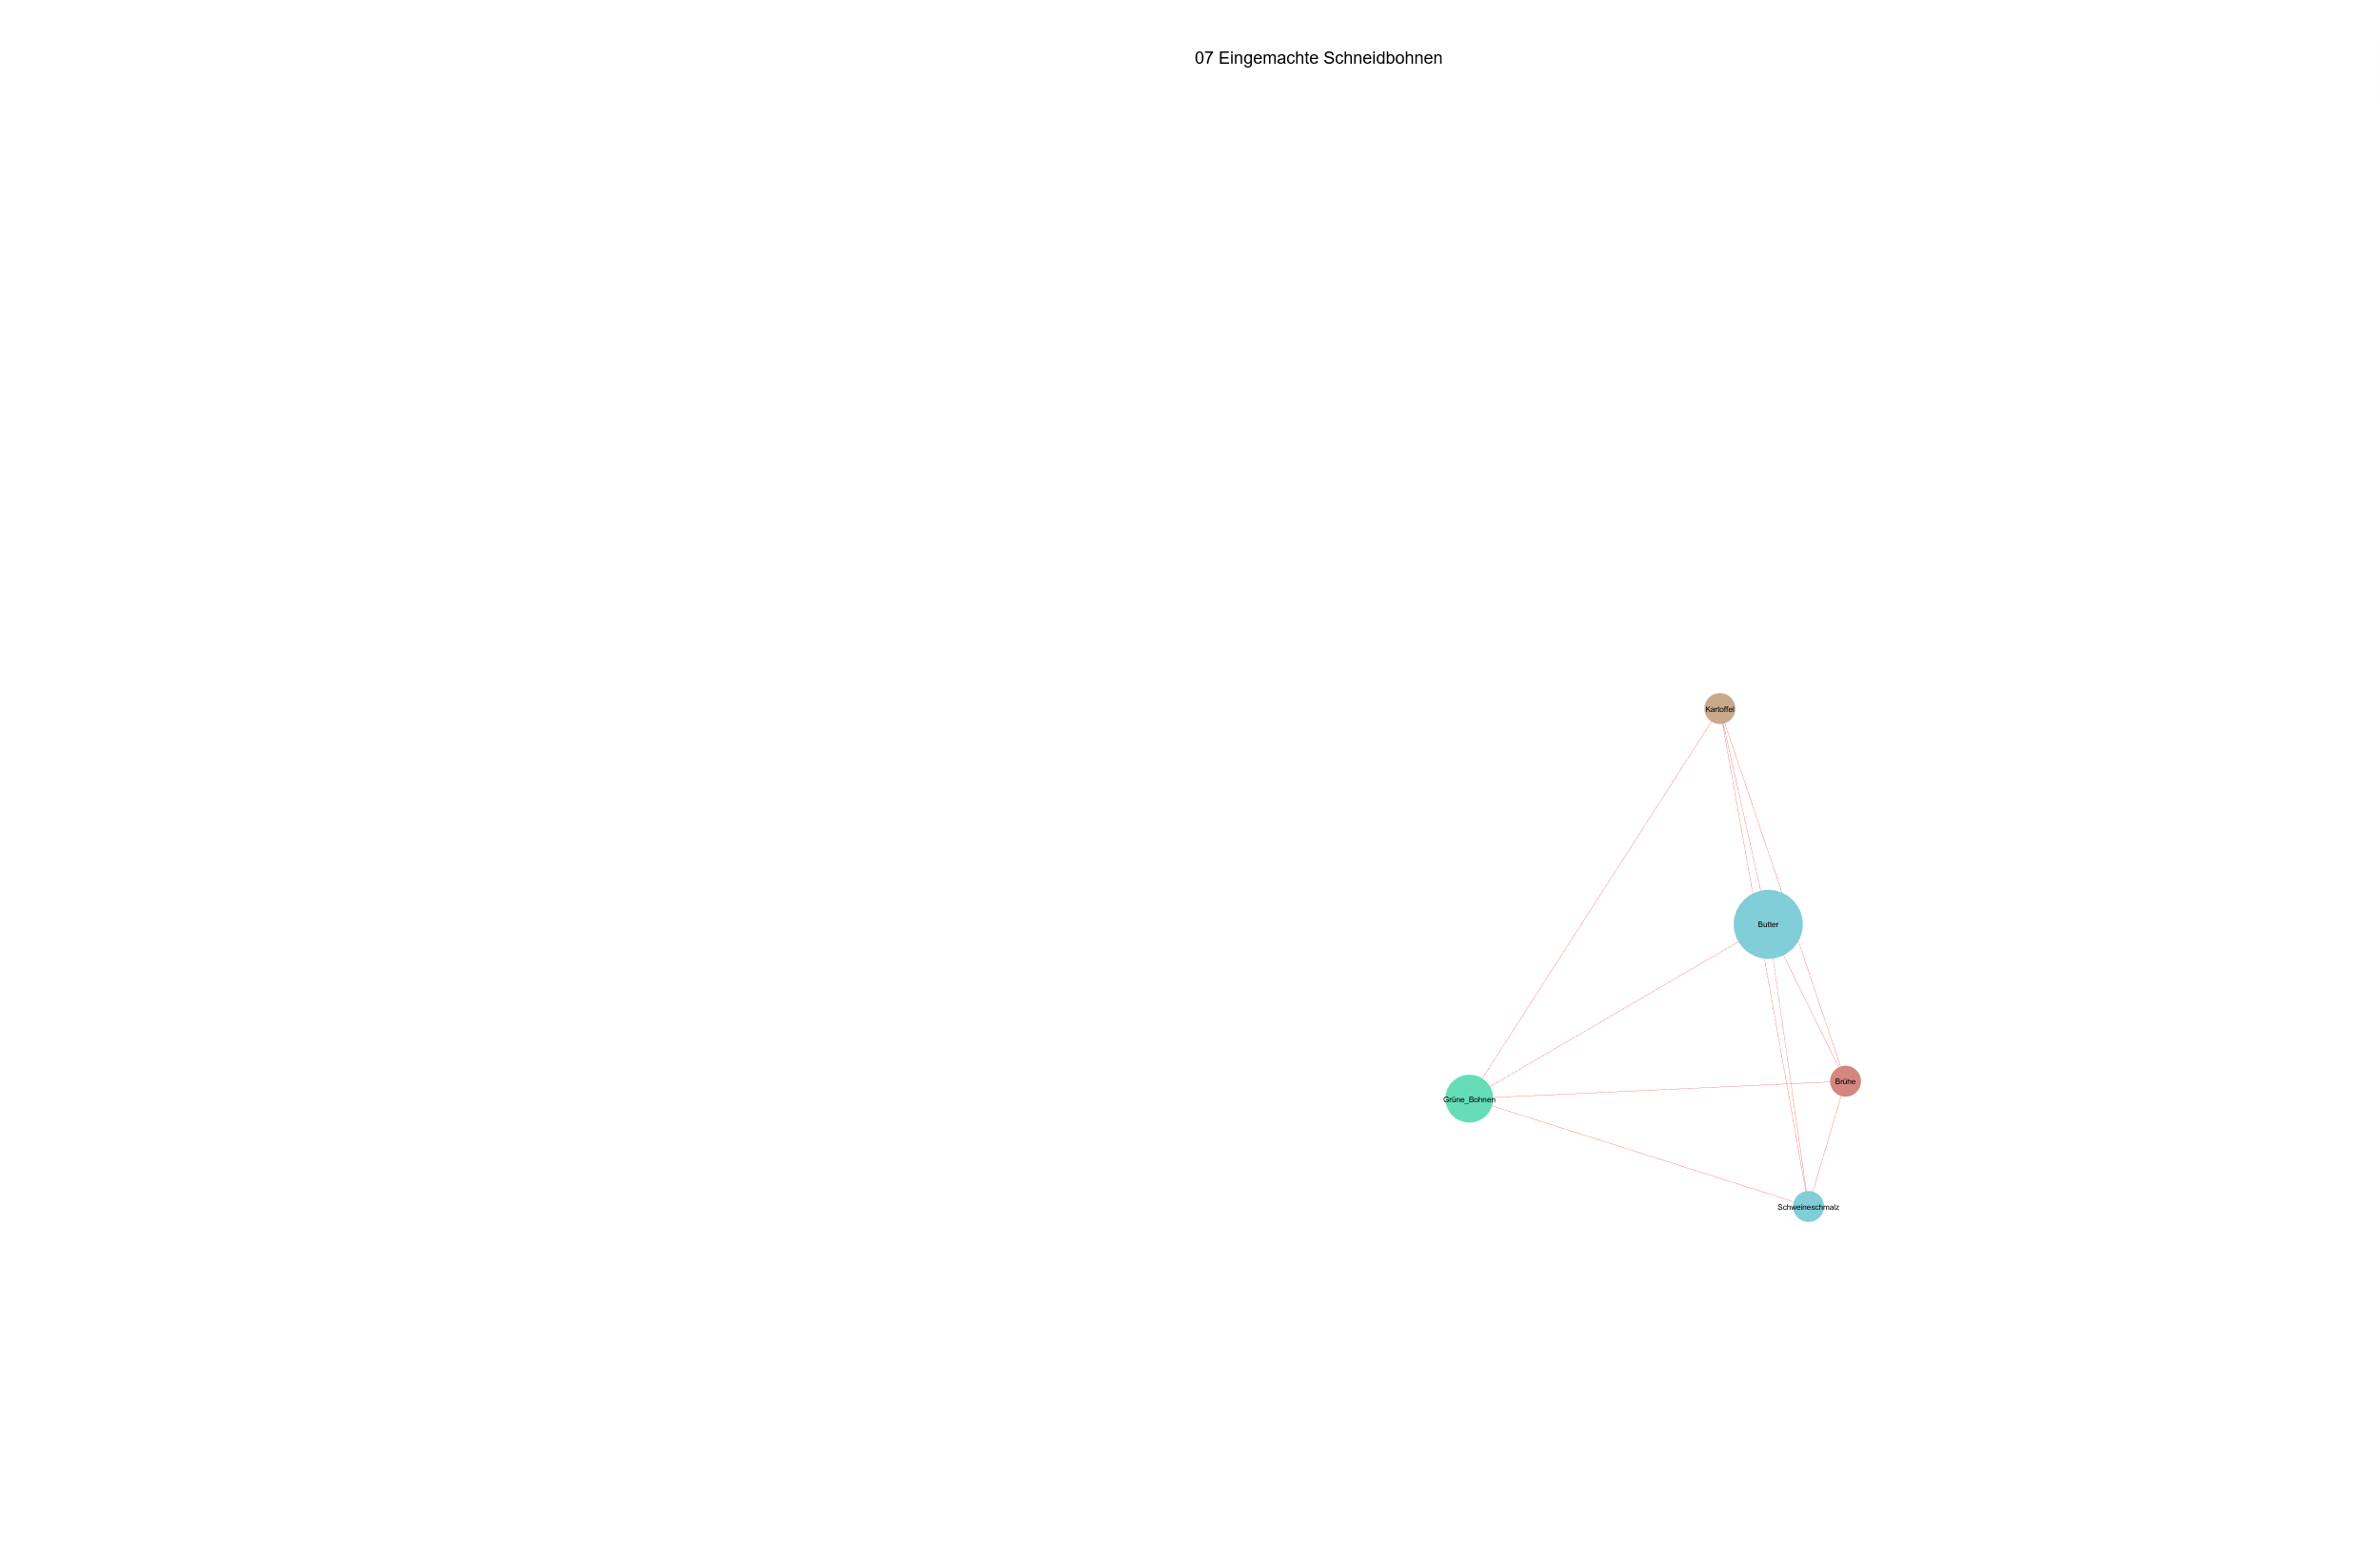 07 Eingemachte Schneidbohnen
Kartoffel
Butter
Brühe
Grüne_Bohnen
Schweineschmalz